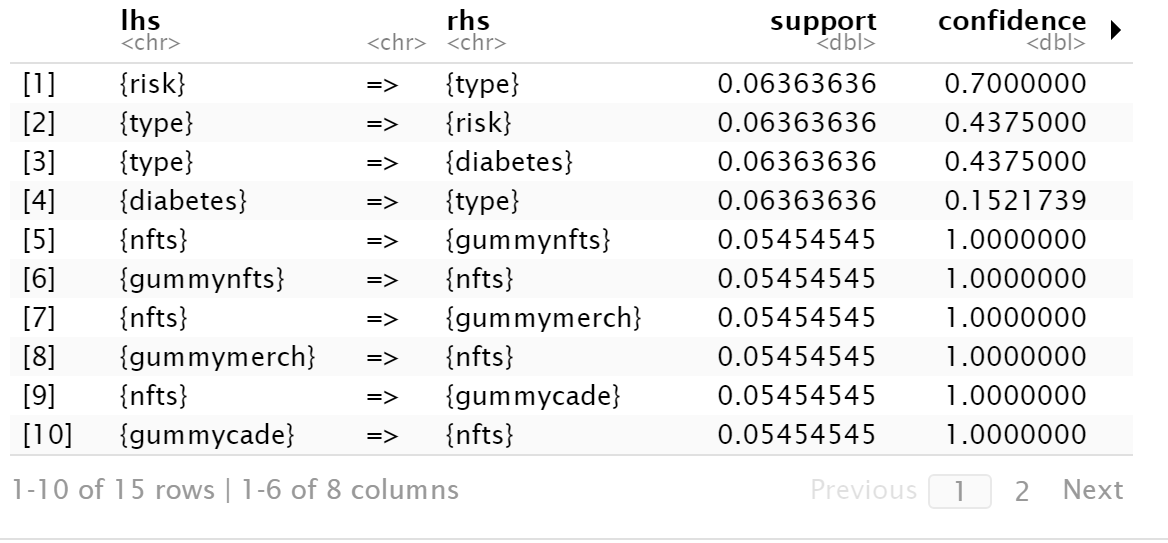 lhs rhs support confidence
<chr> <chr> <chr> <dbl> <dbl>
[1] {risk} => {type} 0.06363636 0.7000000
[2] {type} => {risk} 0.06363636 0.4375000
[3] {type} => {diabetes} 0.06363636 0.4375000
[4] {diabetes} => {type} 0.06363636 0.1521739
[5] {nfts} => {gummynfts} 0.05454545 1.0000000
[6] {gummynfts} => {nfts} 0.05454545 1.0000000
[7] {nfts} => {gummymerch} 0.05454545 1.0000000
[8] {gummymerch} => {nfts} 0.05454545 1.0000000
[9] {nfts} => {gummycade} 0.05454545 1.0000000
[10] {gummycade} => {nfts} 0.05454545 1.0000000
1-10 of 15 rows | 1-6 of 8 columns Previous 1 2 Next